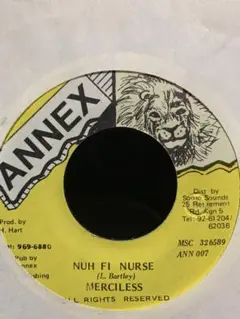 ANNEX
Prod. by
H. Hart
969-6880
Pub by
Annex
Dist by
Sonic Sounds
25 Retirement
Rd. Kgn 5
Tel: 92-61204/
62038
MSC 326589
ANN 007
NUH FI NURSE
(L. Bartley)
MERCILESS
ALL RIGHTS RESERVED